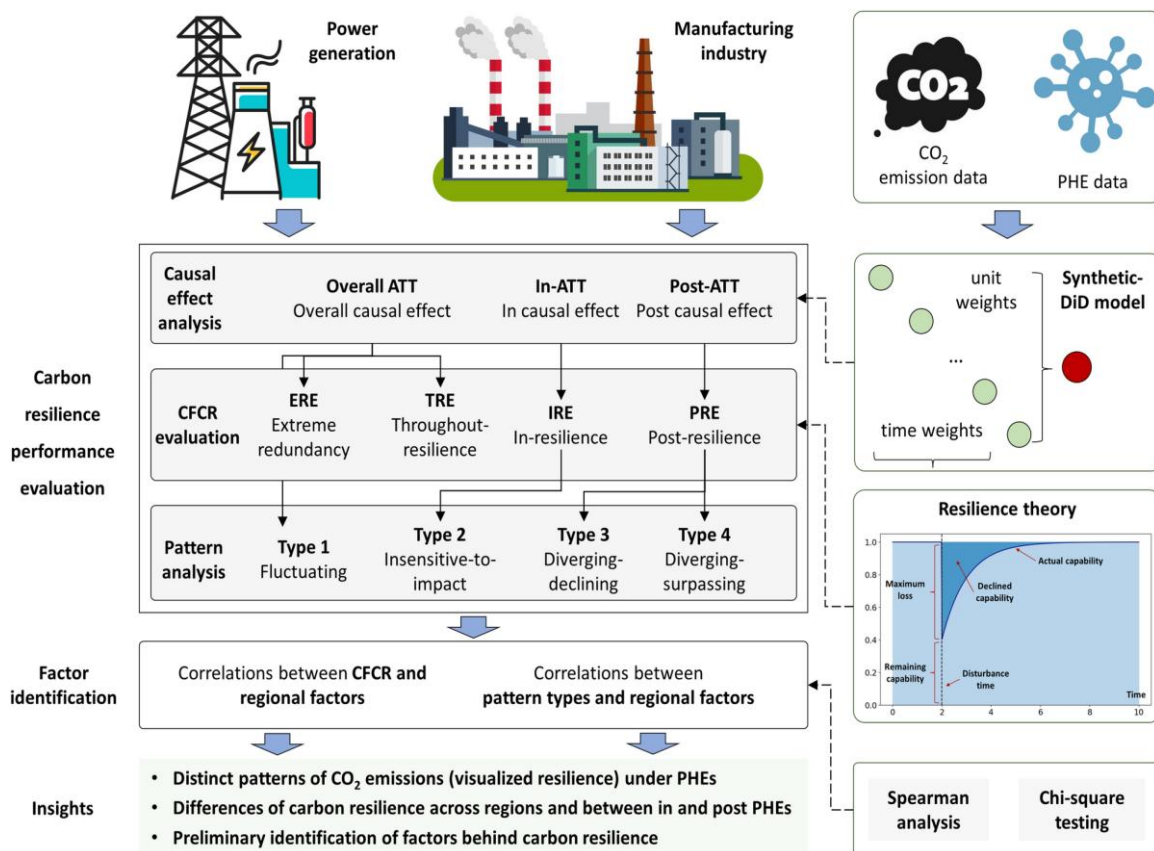 Power
generation
Manufacturing
industry
CO2
CO2
emission data
PHE data
Causal
effect
analysis
Overall ATT
Overall causal effect
In-ATT
In causal effect
Post-ATT
Post causal effect
unit
weights
Synthetic-
DiD model
...
time weights
Carbon
resilience
performance
evaluation
CFCR
evaluation
ERE
Extreme
redundancy
TRE
Throughout-
resilience
IRE
In-resilience
PRE
Post-resilience
Pattern
analysis
Type 1
Fluctuating
Type 2
Insensitive-to-
impact
Type 3
Diverging-
declining
Type 4
Diverging-
surpassing
Resilience theory
1.0
0.8
0.6
0.4
0.2
0.0
Maximum
loss
Remaining
capability
Declined
capability
Actual capability
Disturbance
time
Time
0 2 4 6 8 10
Factor
identification
Correlations between CFCR and
regional factors
Correlations between
pattern types and regional factors
Insights
• Distinct patterns of CO2 emissions (visualized resilience) under PHEs
• Differences of carbon resilience across regions and between in and post PHEs
• Preliminary identification of factors behind carbon resilience
Spearman
analysis
Chi-square
testing